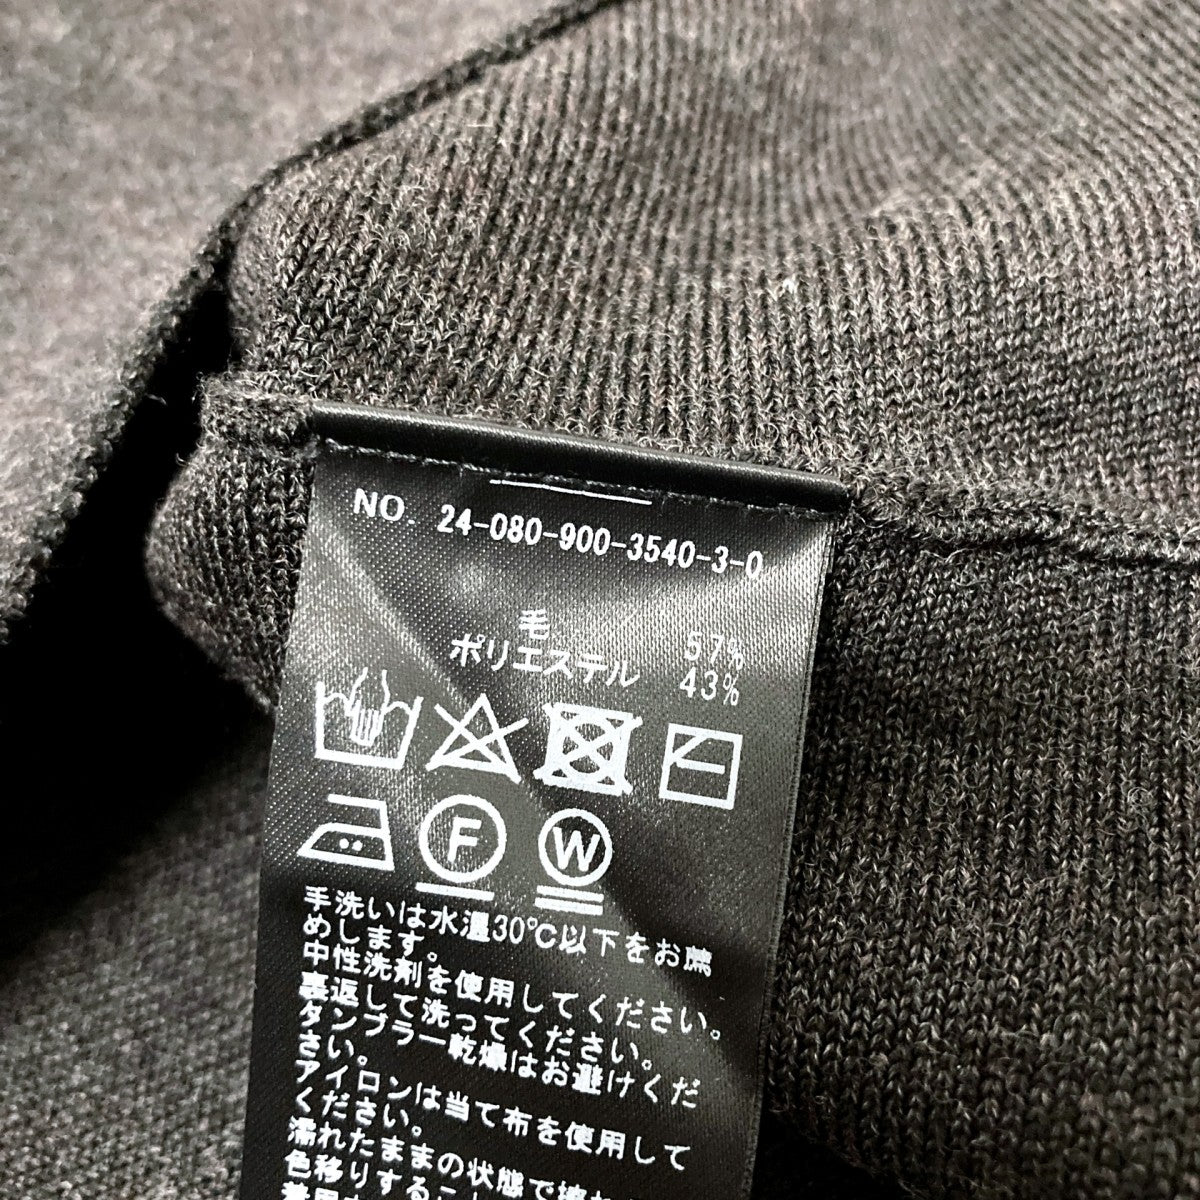 NO. 24-080-900-3540-3-0
毛 57%
ポリエステル 43%
F W
手洗いは水温30℃以下をお薦
めします。
中性洗剤を使用してください。
裏返して洗ってください。
タンブラー乾燥はお避けくだ
さい。
アイロンは当て布を使用して
ください。
濡れたままの状態で擦れ
色移りすること